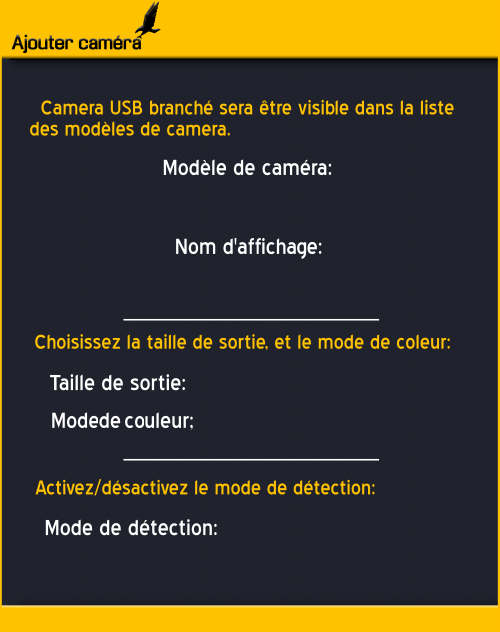 Ajouter caméra
Camera USB branché sera être visible dans la liste
des modèles de camera.
Modèle de caméra:
Nom d'affichage:
Choisissez la taille de sortie, et le mode de coleur:
Taille de sortie:
Modede couleur;
Activez/désactivez le mode de détection:
Mode de détection: